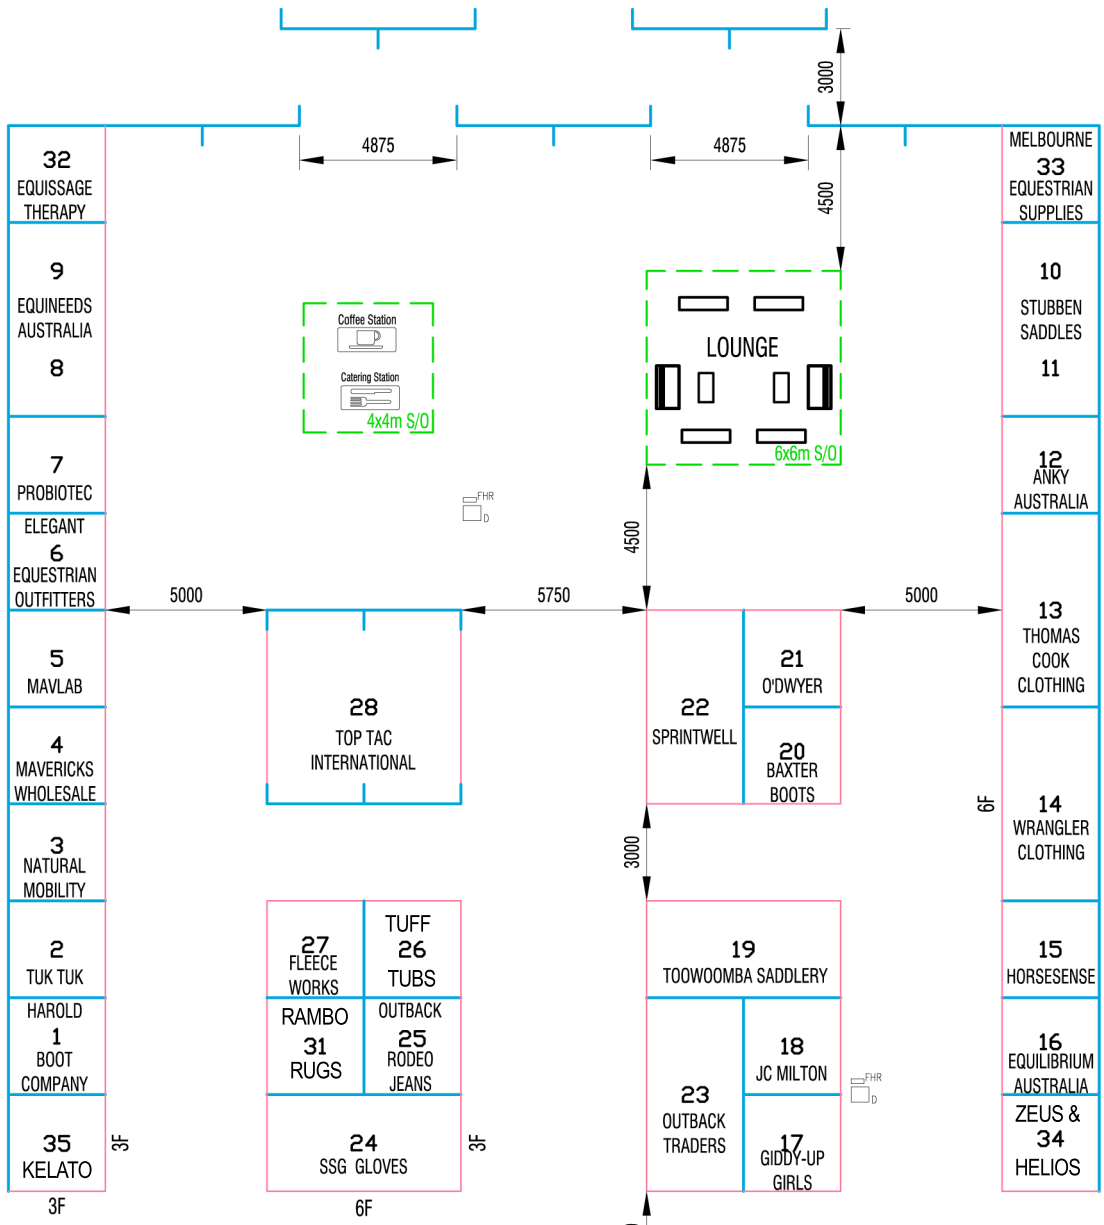 3000
4875
4875
4500
32
EQUISSAGE
THERAPY
MELBOURNE
33
EQUESTRIAN
SUPPLIES
9
EQUINEEDS
AUSTRALIA
8
Coffee Station
Catering Station
4x4m S/O
LOUNGE
6x6m S/O
10
STUBBEN
SADDLES
11
7
PROBIOTEC
FHR
D
12
ANKY
AUSTRALIA
ELEGANT
6
EQUESTRIAN
OUTFITTERS
4500
5000
5750
5000
13
THOMAS
COOK
CLOTHING
5
MAVLAB
28
TOP TAC
INTERNATIONAL
22
SPRINTWELL
21
O'DWYER
4
MAVERICKS
WHOLESALE
20
BAXTER
BOOTS
6F
14
WRANGLER
CLOTHING
3
NATURAL
MOBILITY
3000
2
TUK TUK
27
FLEECE
WORKS
TUFF
26
TUBS
19
TOOWOOMBA SADDLERY
15
HORSESENSE
HAROLD
1
BOOT
COMPANY
RAMBO
31
RUGS
OUTBACK
25
RODEO
JEANS
23
OUTBACK
TRADERS
18
JC MILTON
FHR
D
16
EQUILIBRIUM
AUSTRALIA
35
KELATO
3F
24
SSG GLOVES
3F
17
GIDDY-UP
GIRLS
ZEUS &
34
HELIOS
3F
6F